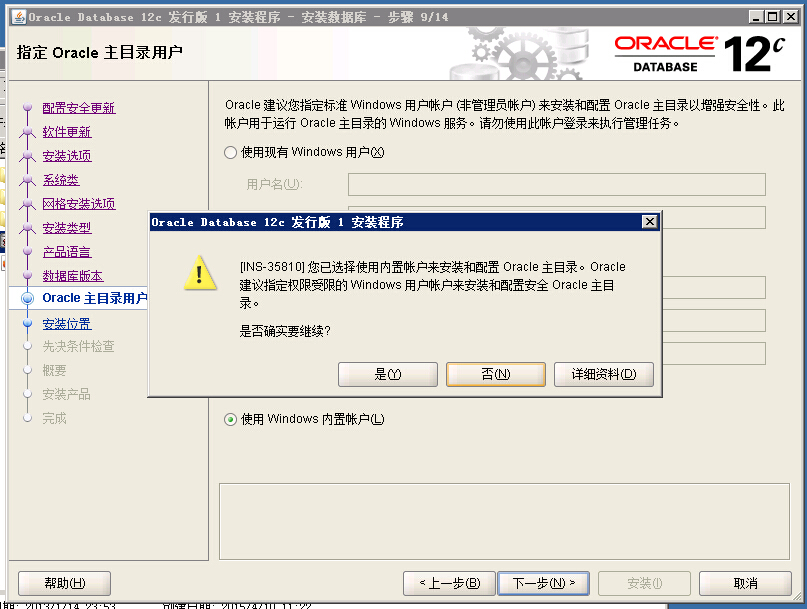 Oracle Database 12c 发行版 1 安装程序 - 安装数据库 - 步骤 9/14
指定 Oracle 主目录用户
ORACLE
DATABASE
12c
配置安全更新
软件更新
安装选项
系统类
网格安装选项
安装类型
产品语言
数据库版本
Oracle 主目录用户
安装位置
先决条件检查
概要
安装产品
完成
Oracle 建议您指定标准 Windows 用户帐户 (非管理员帐户) 来安装和配置 Oracle 主目录以增强安全性。此
帐户用于运行 Oracle 主目录的 Windows 服务。请勿使用此帐户登录来执行管理任务。
使用现有 Windows 用户(X)
用户名(U):
Oracle Database 12c 发行版 1 安装程序
[INS-35810] 您已选择使用内置帐户来安装和配置 Oracle 主目录。Oracle
建议指定权限受限的 Windows 用户帐户来安装和配置安全 Oracle 主目
录。
是否确实要继续?
是(Y)
否(N)
详细资料(D)
使用 Windows 内置帐户(L)
帮助(H)
< 上一步(B)
下一步(N) >
安装(I)
取消